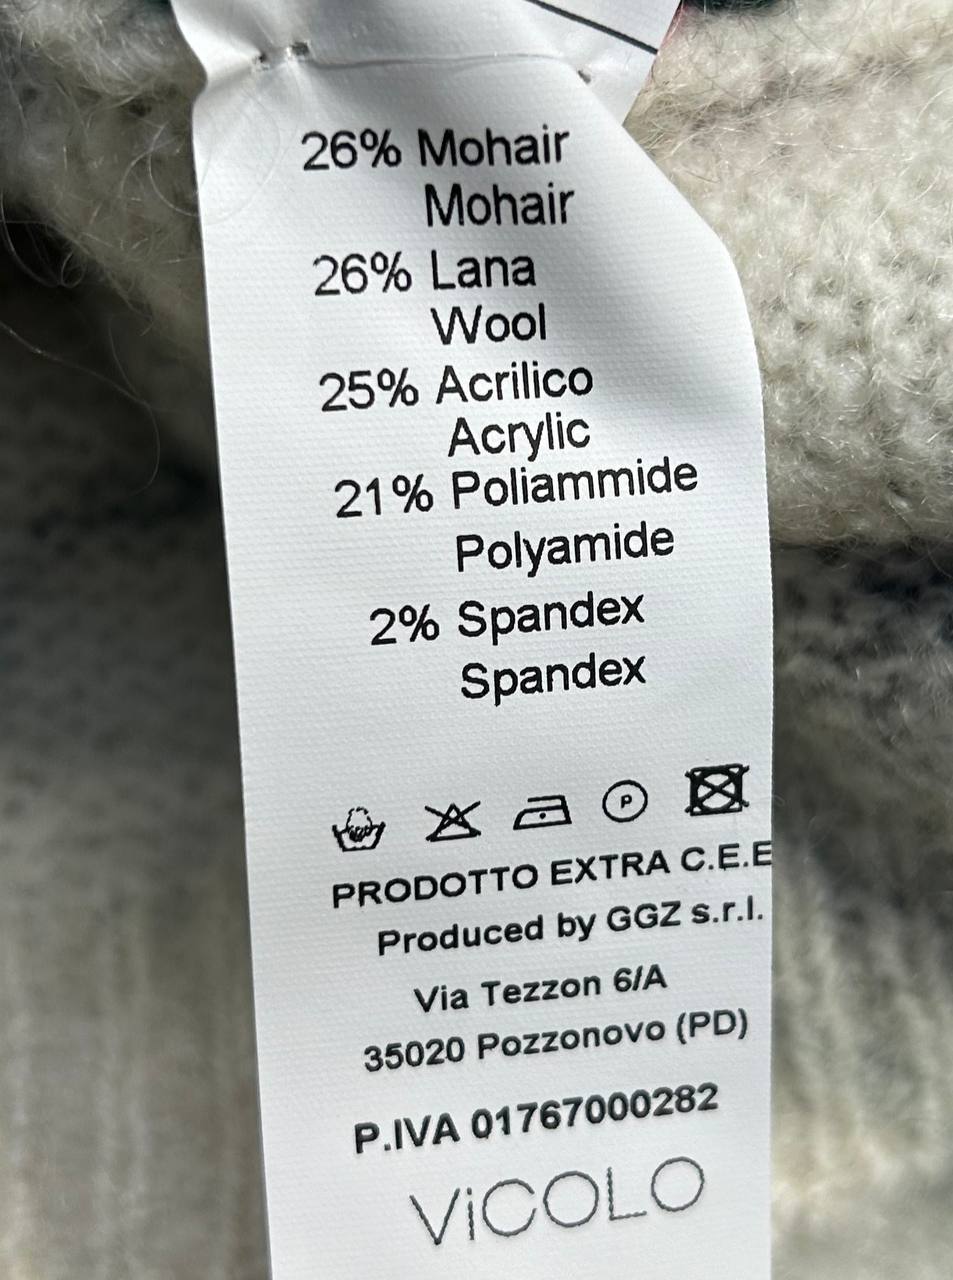 26% Mohair
Mohair
26% Lana
Wool
25% Acrilico
Acrylic
21% Poliammide
Polyamide
2% Spandex
Spandex
P
PRODOTTO EXTRA C.E.E
Produced by GGZ s.r.l.
Via Tezzon 6/A
35020 Pozzonovo (PD)
P.IVA 01767000282
ViCOLO